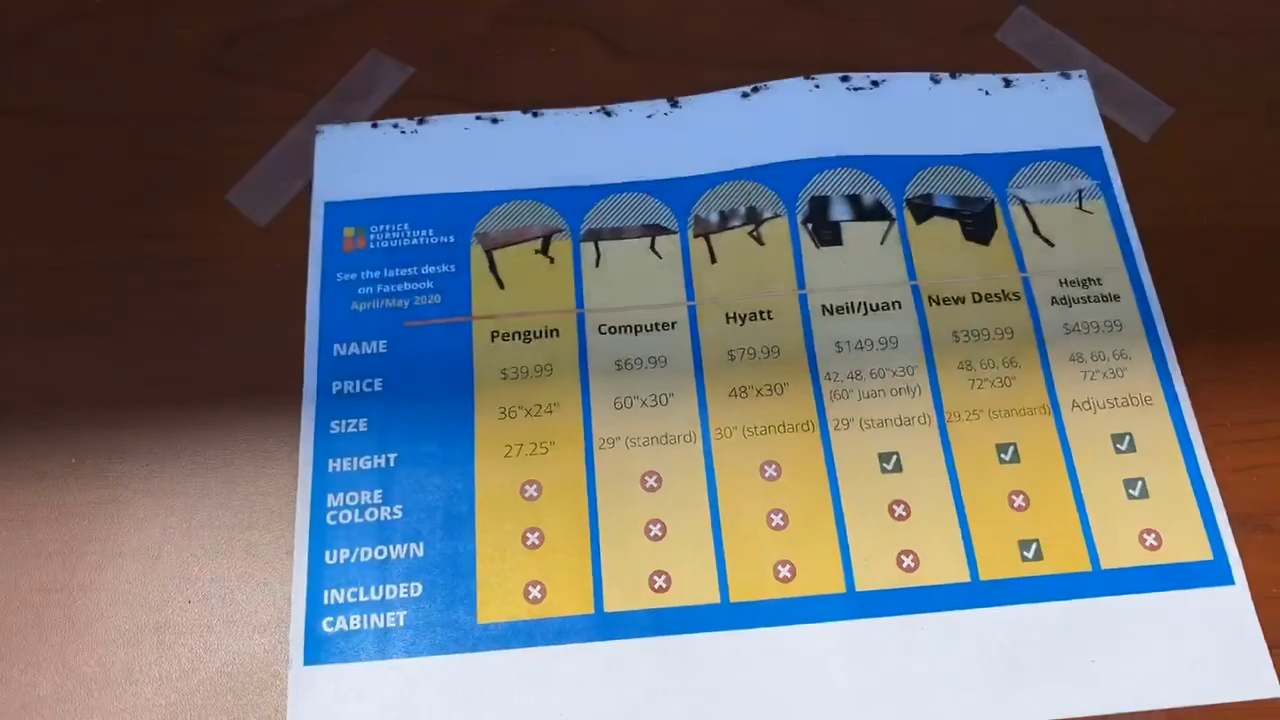 OFFICE
FURNITURE
LIQUIDATIONS
See the latest desks
on Facebook
April/May 2020
NAME
PRICE
SIZE
HEIGHT
MORE
COLORS
UP/DOWN
INCLUDED
CABINET
Penguin
$39.99
36"x24"
27.25"
Computer
$69.99
60"x30"
29" (standard)
Hyatt
$79.99
48"x30"
30" (standard)
Neil/Juan
$149.99
42, 48, 60"x30"
(60" Juan only)
29" (standard)
New Desks
$399.99
48, 60, 66,
72"x30"
29.25" (standard)
Height
Adjustable
$499.99
48, 60, 66,
72"x30"
Adjustable